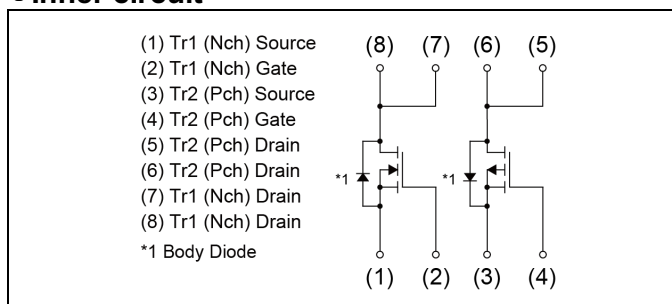 (1) Tr1 (Nch) Source
(2) Tr1 (Nch) Gate
(3) Tr2 (Pch) Source
(4) Tr2 (Pch) Gate
(5) Tr2 (Pch) Drain
(6) Tr2 (Pch) Drain
(7) Tr1 (Nch) Drain
(8) Tr1 (Nch) Drain
*1 Body Diode
(8) (7) (6) (5)
*1 *1
(1) (2) (3) (4)